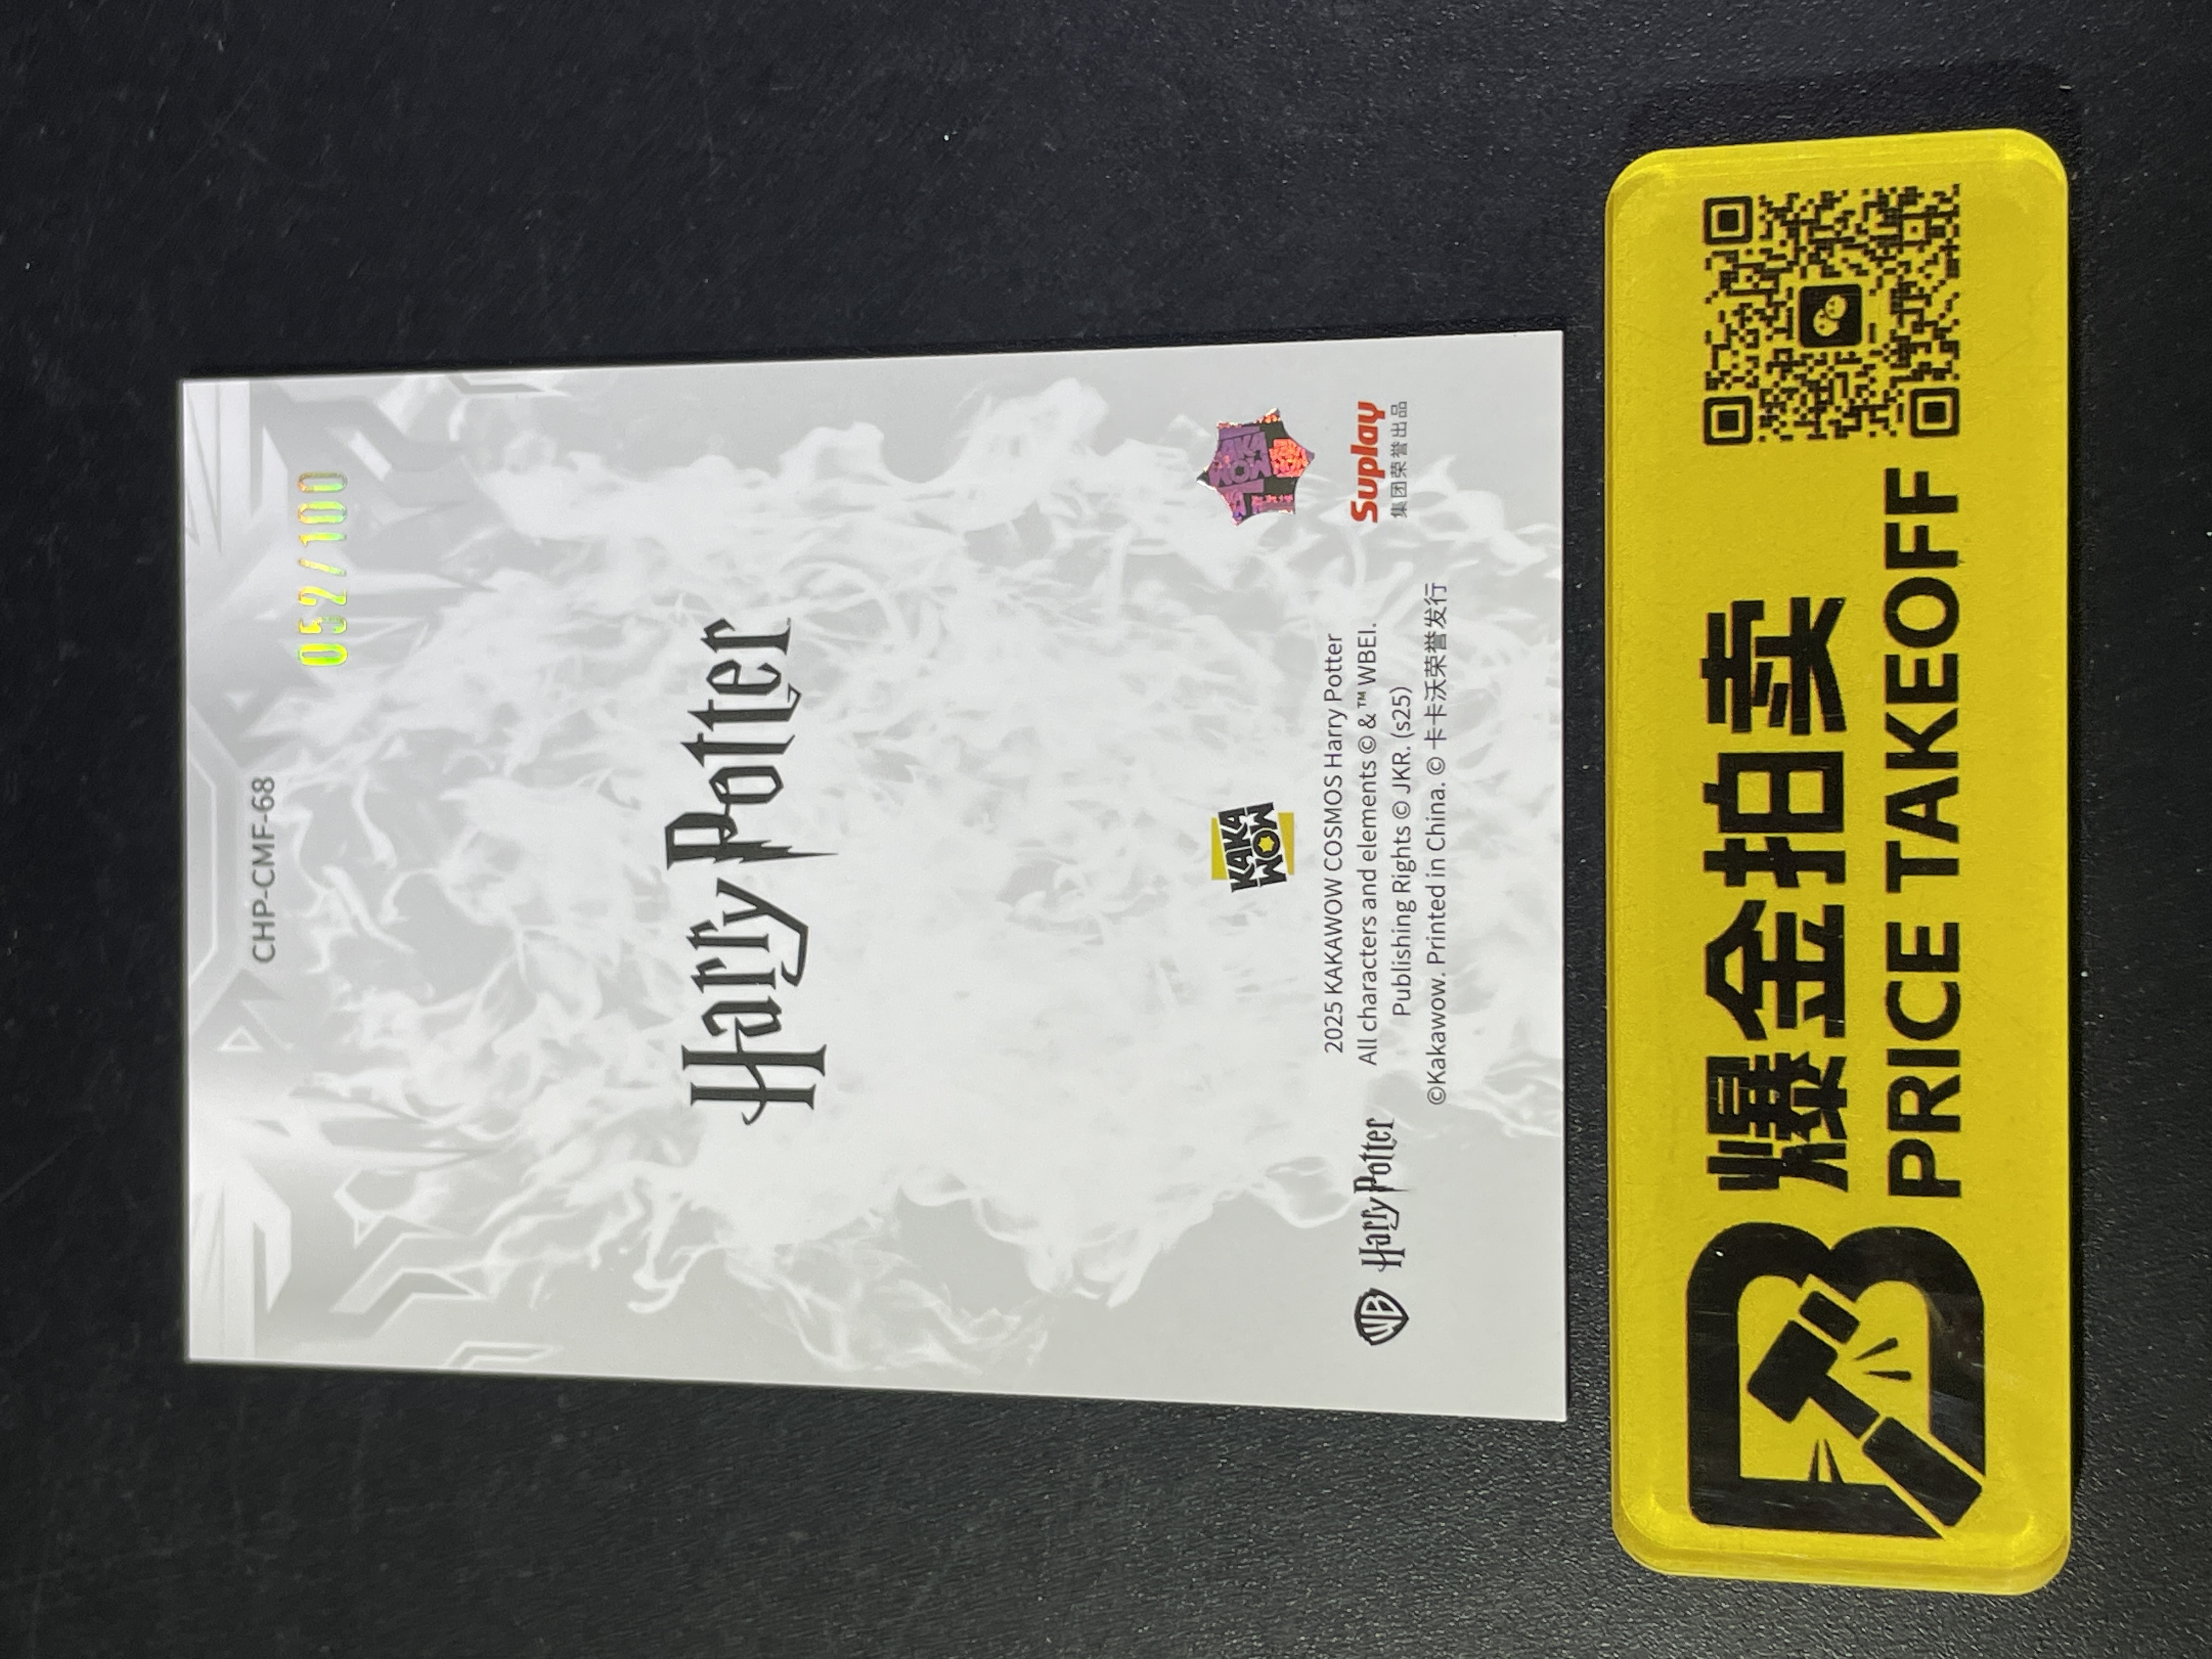 CHP-CMF-68
052/100
Harry Potter
KAKA
WOW
WB
Harry Potter
2025 KAKAWOW COSMOS Harry Potter
All characters and elements © & ™ WBEI.
Publishing Rights © JKR. (s25)
©Kakawow. Printed in China. © 卡卡沃荣誉发行
Suplay
集团荣誉出品
爆金拍卖
PRICE TAKEOFF